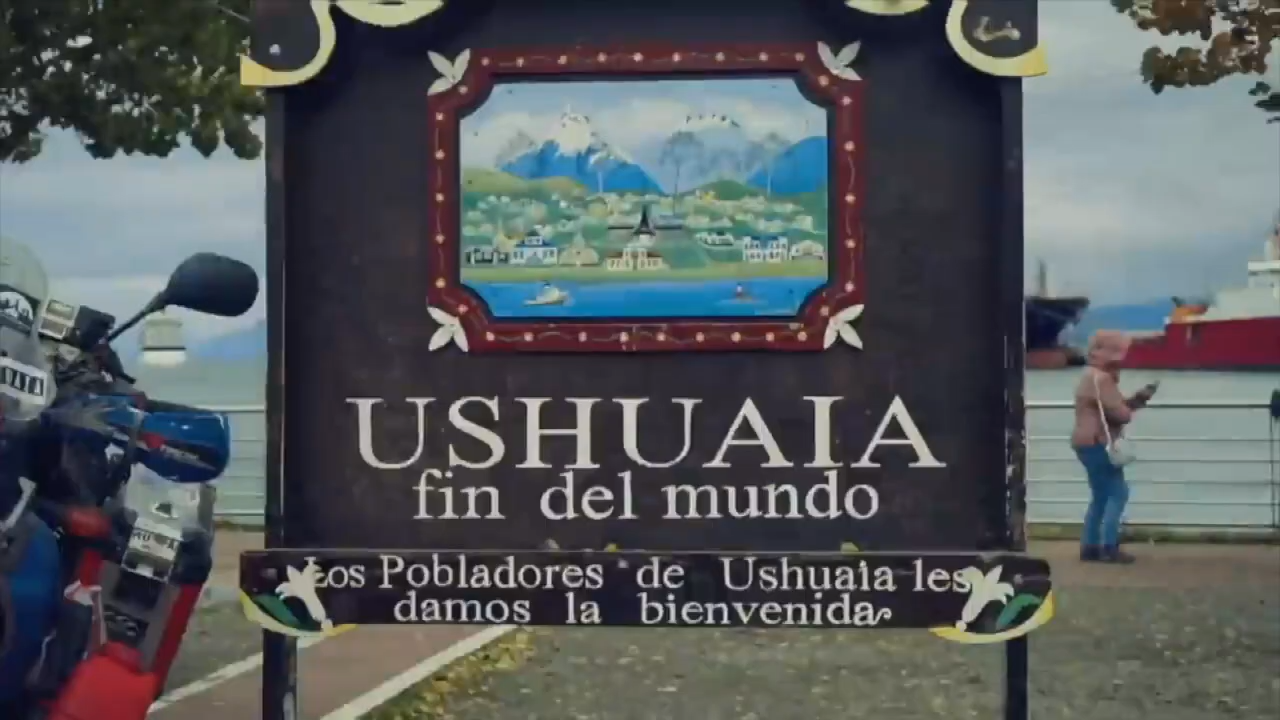 USHUAIA
fin del mundo
Los Pobladores de Ushuaia les
damos la bienvenida